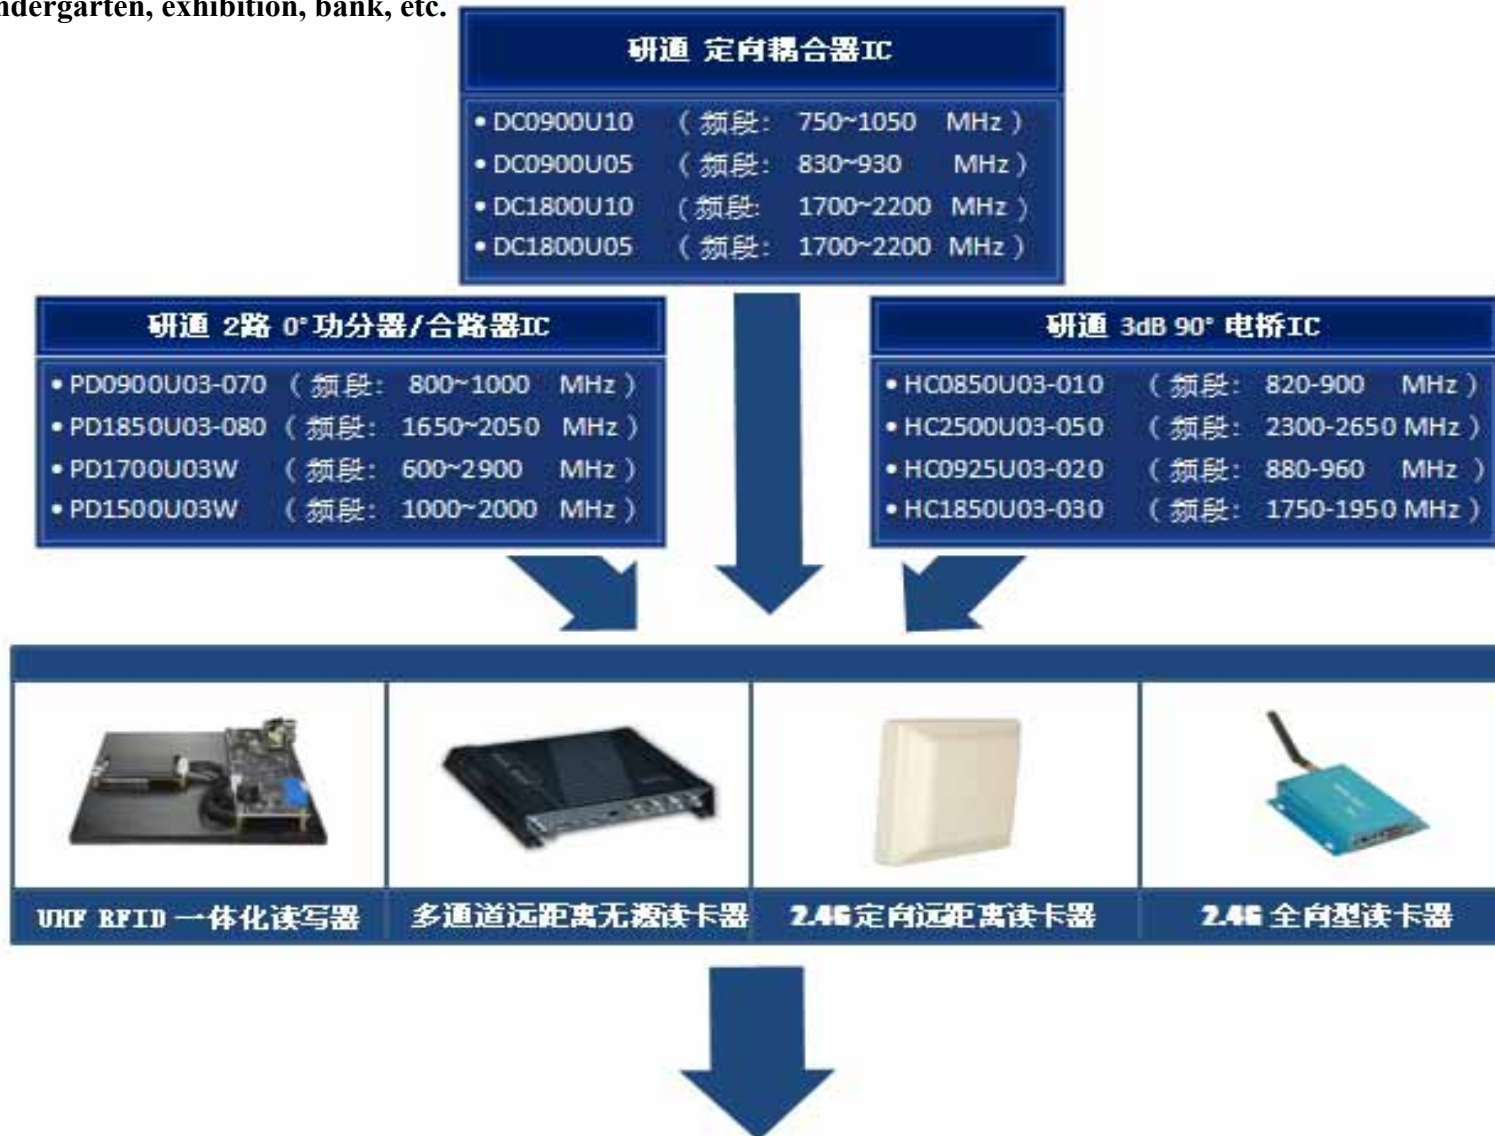 ndergarten, exhibition, bank, etc.
研通 定向耦合器IC
• DC0900U10 （频段： 750~1050 MHz）
• DC0900U05 （频段： 830~930 MHz）
• DC1800U10 （频段： 1700~2200 MHz）
• DC1800U05 （频段： 1700~2200 MHz）
研通 2路 0°功分器/合路器IC
• PD0900U03-070 （频段： 800~1000 MHz）
• PD1850U03-080 （频段： 1650~2050 MHz）
• PD1700U03W （频段： 600~2900 MHz）
• PD1500U03W （频段： 1000~2000 MHz）
研通 3dB 90° 电桥IC
• HC0850U03-010 （频段： 820-900 MHz）
• HC2500U03-050 （频段： 2300-2650 MHz）
• HC0925U03-020 （频段： 880-960 MHz）
• HC1850U03-030 （频段： 1750-1950 MHz）
UHF RFID 一体化读写器
多通道远距离无源读卡器
2.4G定向远距离读卡器
2.4G 全向型读卡器